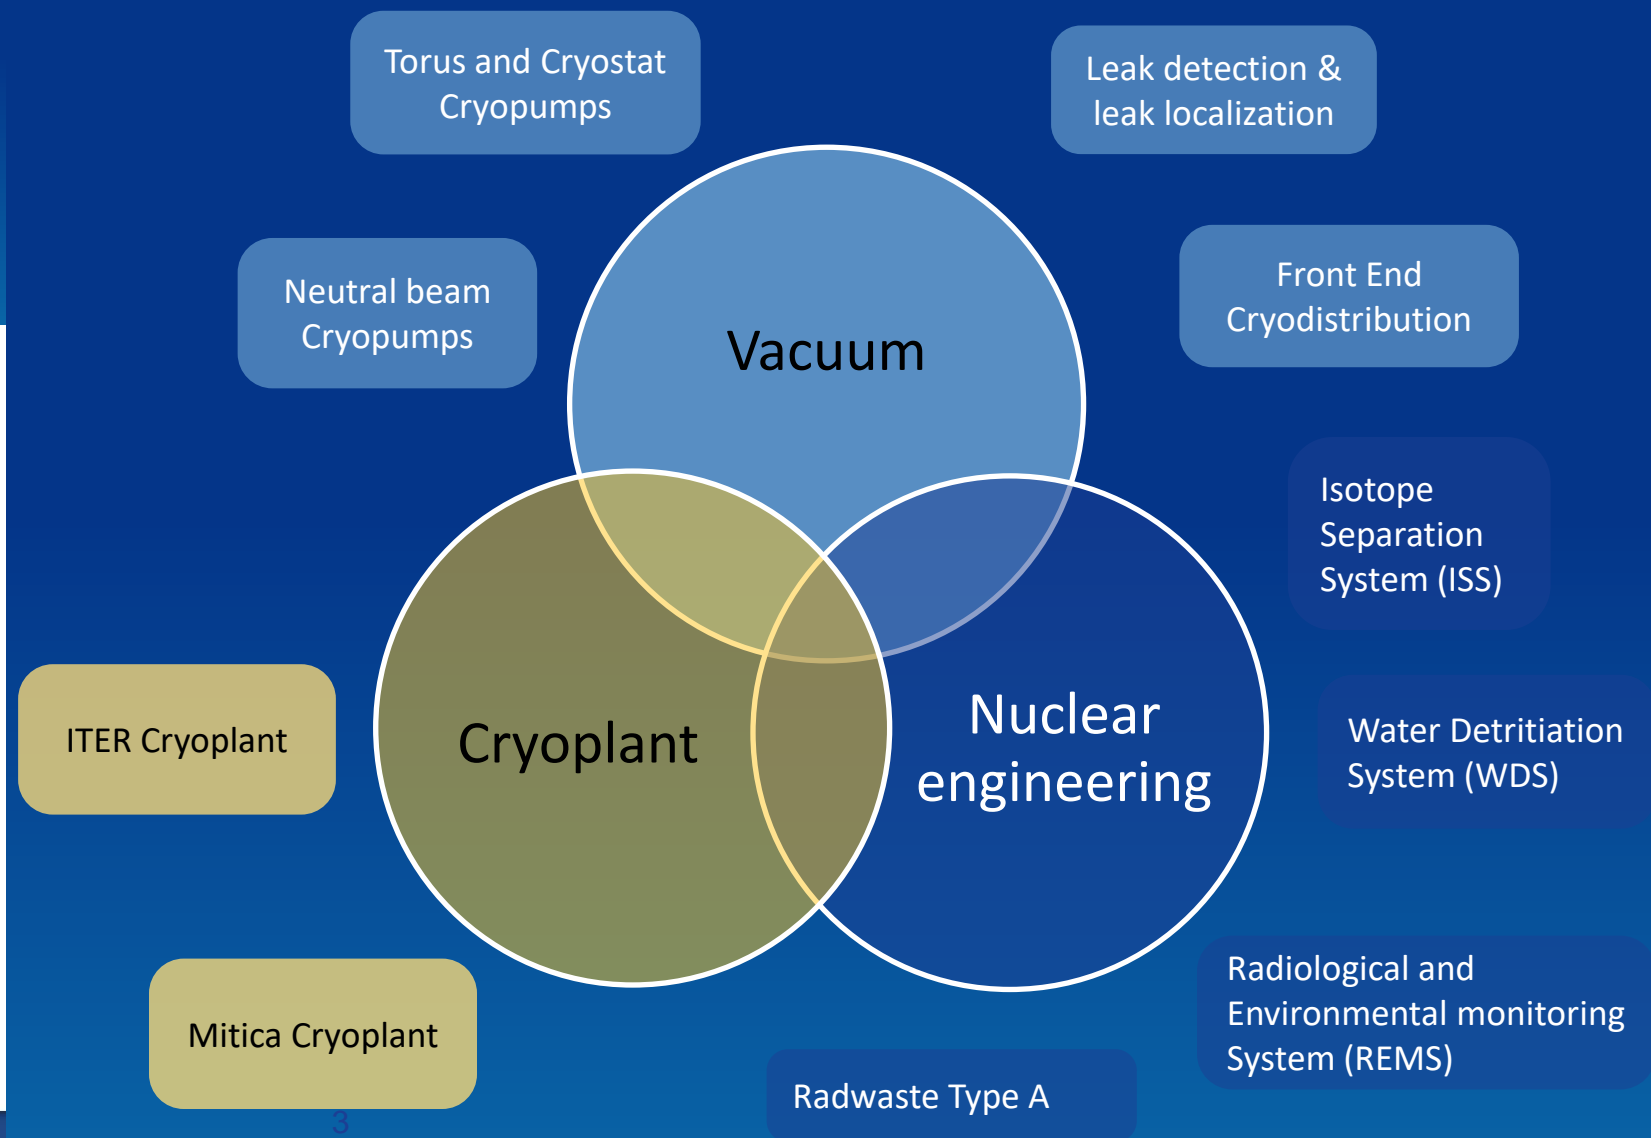 Torus and Cryostat
Cryopumps
Leak detection &
leak localization
Neutral beam
Cryopumps
Front End
Cryodistribution
Vacuum
Isotope
Separation
System (ISS)
ITER Cryoplant
Cryoplant
Nuclear
engineering
Water Detritiation
System (WDS)
Mitica Cryoplant
Radiological and
Environmental monitoring
System (REMS)
Radwaste Type A
3